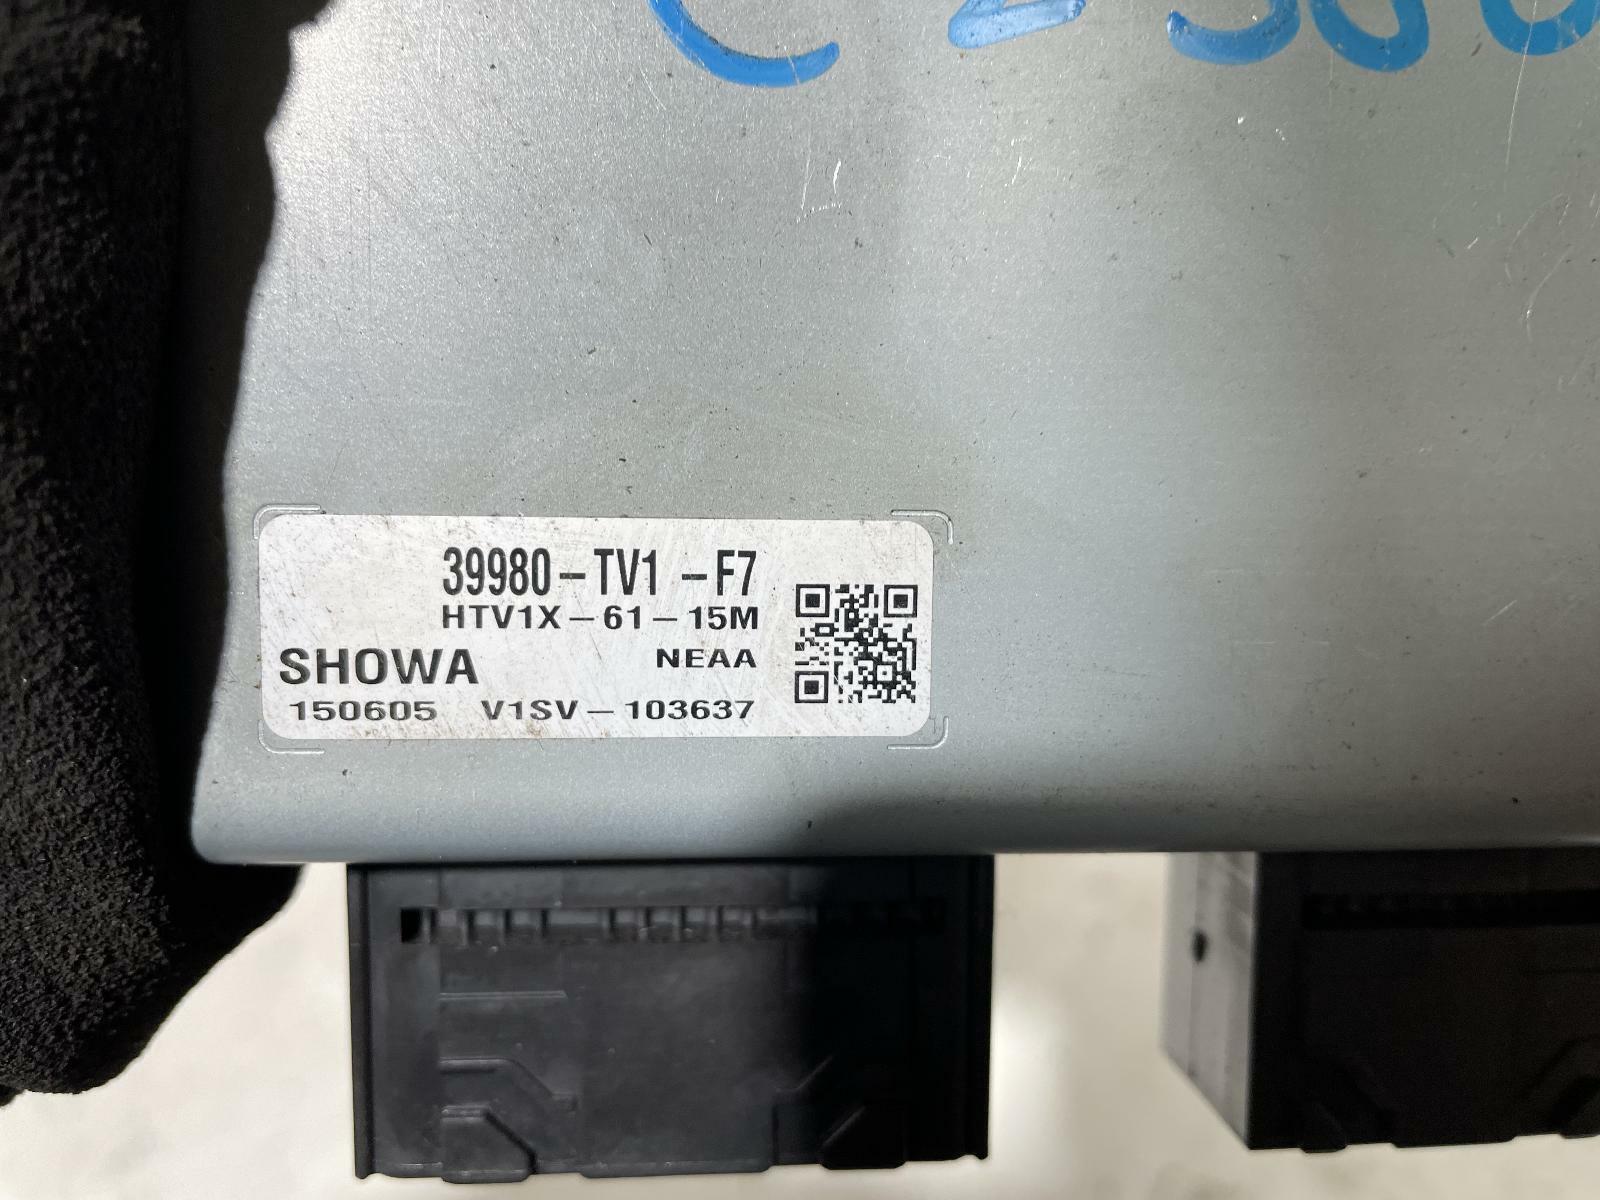 39980-TV1 -F7
HTV1X-61-15M
SHOWA NEAA
150605 V1SV-103637